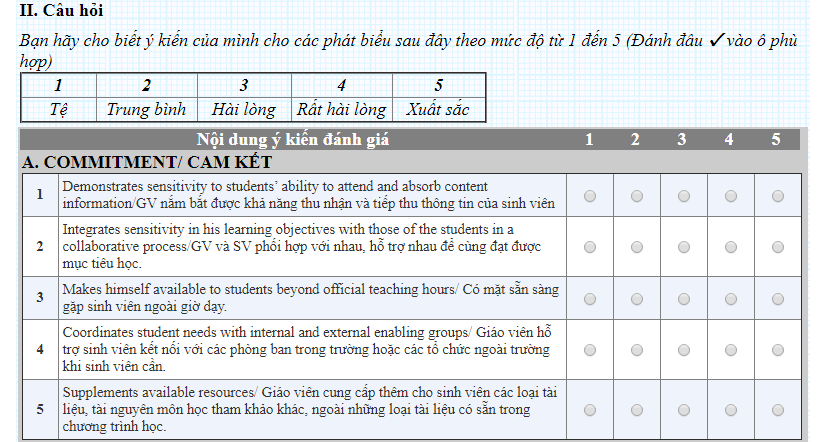 II. Câu hỏi
Bạn hãy cho biết ý kiến của mình cho các phát biểu sau đây theo mức độ từ 1 đến 5 (Đánh đâu ✓ vào ô phù
hợp)
1 2 3 4 5
Tệ Trung bình Hài lòng Rất hài lòng Xuất sắc
Nội dung ý kiến đánh giá 1 2 3 4 5
A. COMMITMENT/ CAM KẾT
1 Demonstrates sensitivity to students’ ability to attend and absorb content
information/GV nắm bắt được khả năng thu nhận và tiếp thu thông tin của sinh viên
2 Integrates sensitivity in his learning objectives with those of the students in a
collaborative process/GV và SV phối hợp với nhau, hỗ trợ nhau để cùng đạt được
mục tiêu học.
3 Makes himself available to students beyond official teaching hours/ Có mặt sẵn sàng
gặp sinh viên ngoài giờ dạy.
4 Coordinates student needs with internal and external enabling groups/ Giáo viên hỗ
trợ sinh viên kết nối với các phòng ban trong trường hoặc các tổ chức ngoài trường
khi sinh viên cần.
5 Supplements available resources/ Giáo viên cung cấp thêm cho sinh viên các loại tài
liệu, tài nguyên môn học tham khảo khác, ngoài những loại tài liệu có sẵn trong
chương trình học.